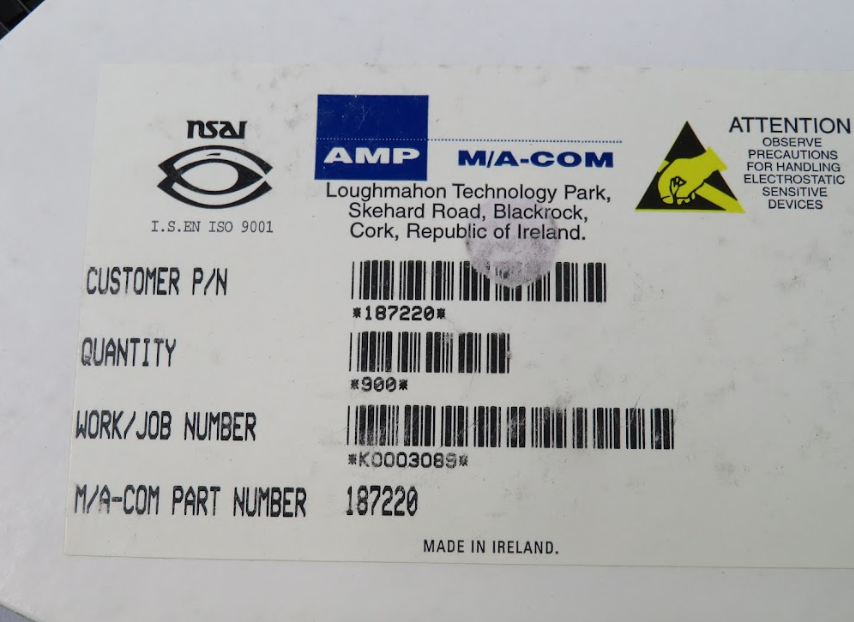 nsai
I.S.EN ISO 9001
AMP M/A-COM
Loughmahon Technology Park,
Skehard Road, Blackrock,
Cork, Republic of Ireland.
ATTENTION
OBSERVE
PRECAUTIONS
FOR HANDLING
ELECTROSTATIC
SENSITIVE
DEVICES
CUSTOMER P/N
*187220*
QUANTITY
*900*
WORK/JOB NUMBER
*K0003089*
M/A-COM PART NUMBER 187220
MADE IN IRELAND.